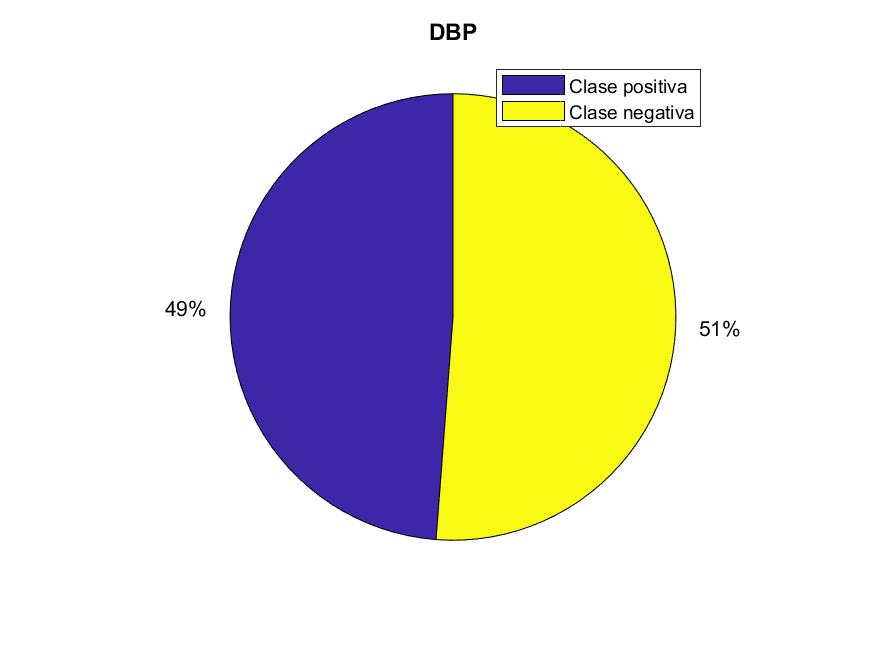 DBP
Clase positiva
Clase negativa
49%
51%